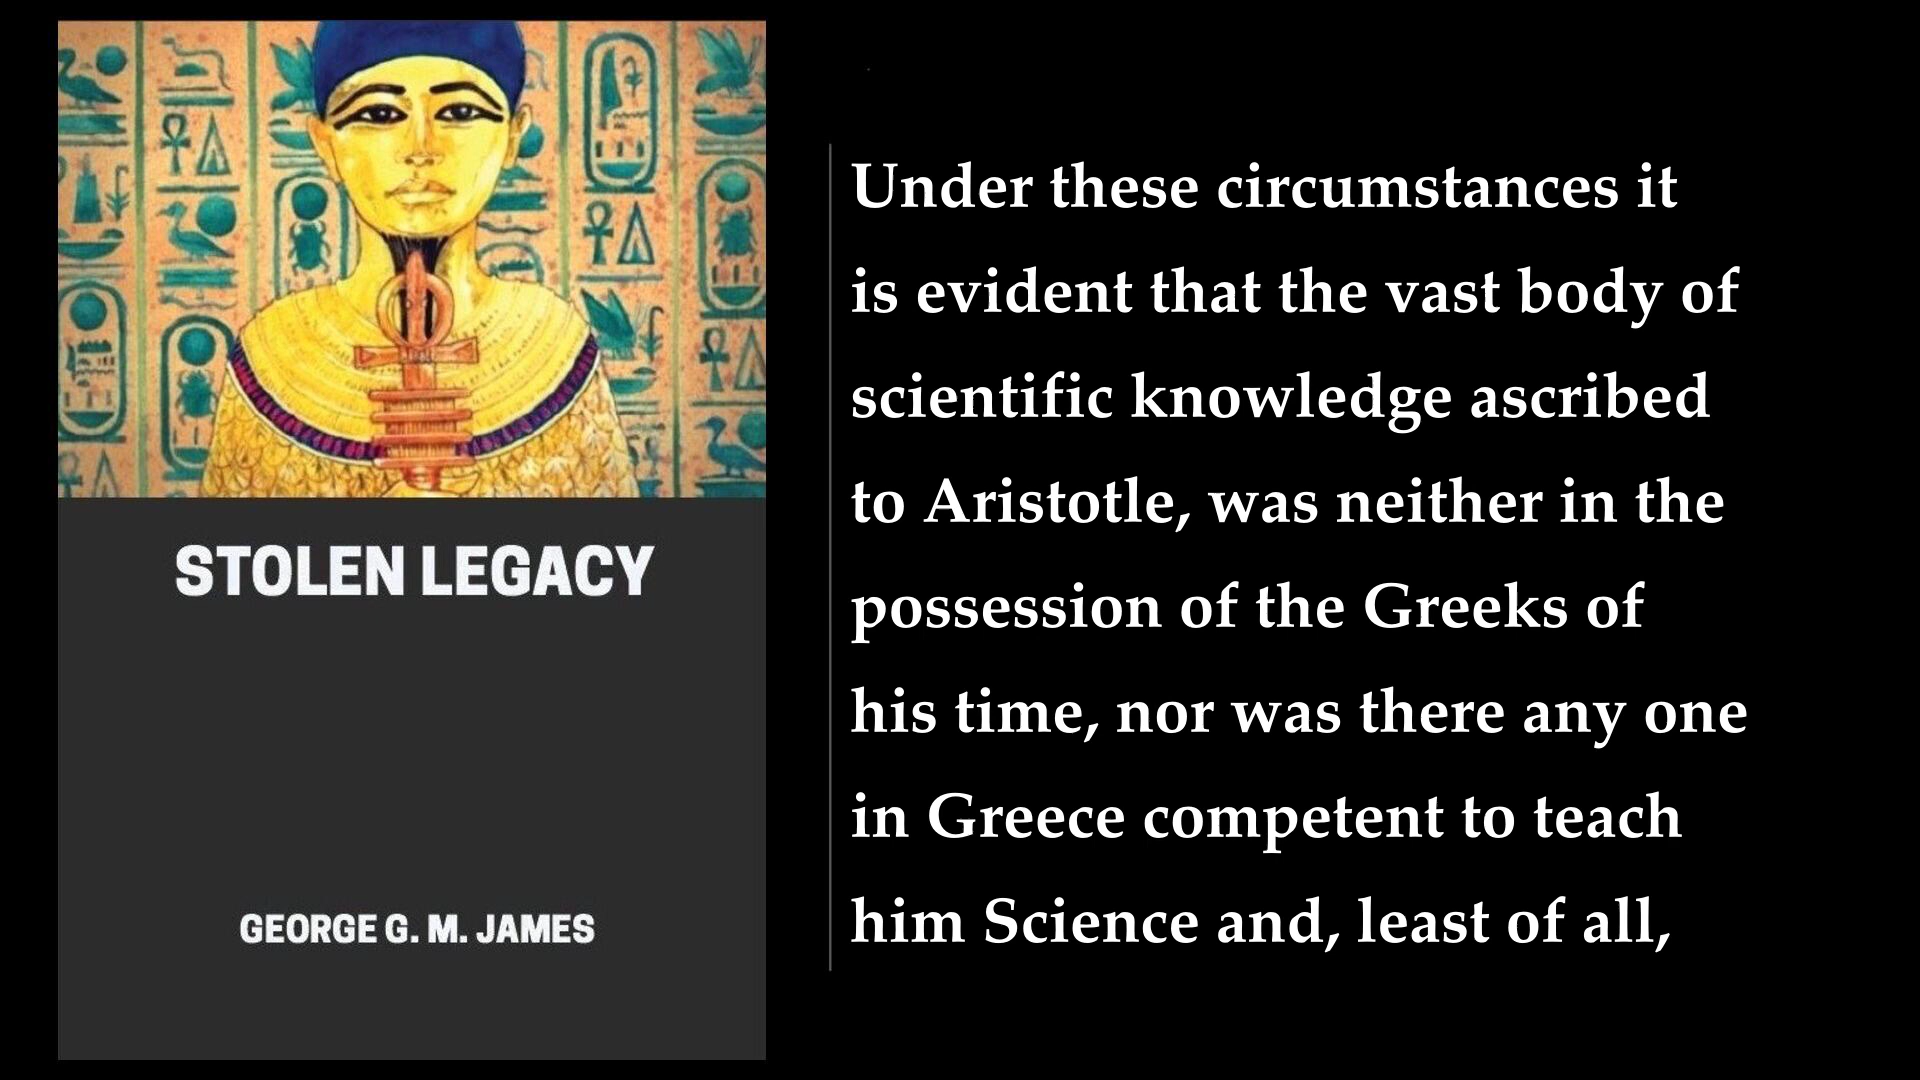 STOLEN LEGACY
GEORGE G. M. JAMES
Under these circumstances it
is evident that the vast body of
scientific knowledge ascribed
to Aristotle, was neither in the
possession of the Greeks of
his time, nor was there any one
in Greece competent to teach
him Science and, least of all,